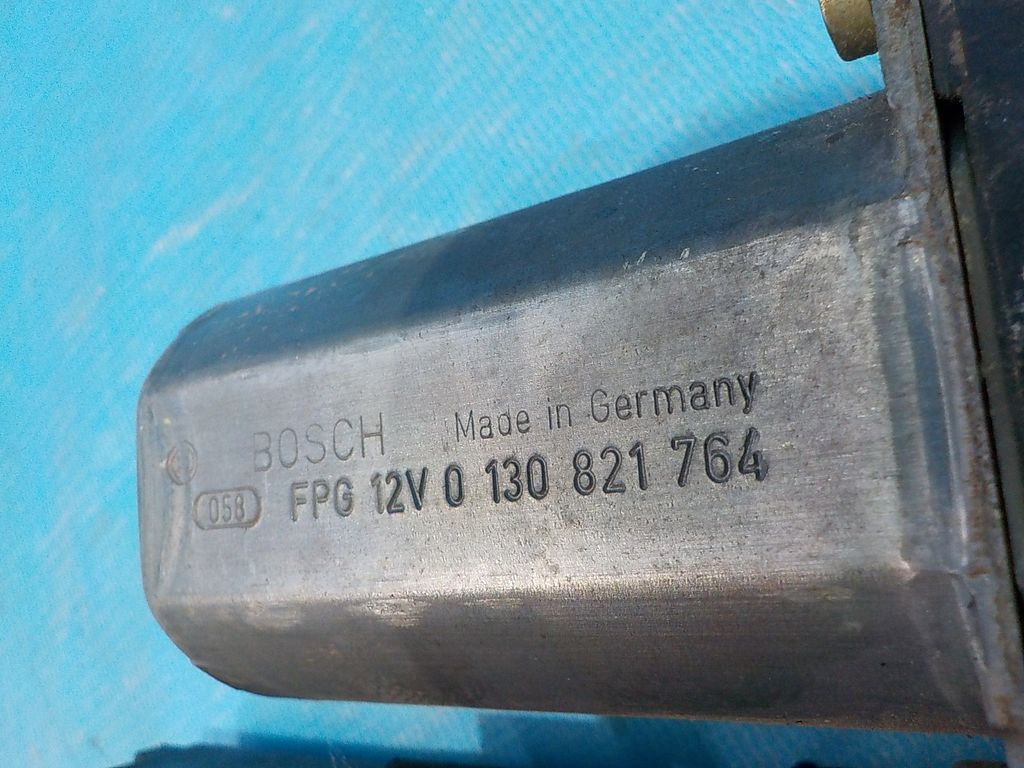 BOSCH Made in Germany
058 FPG 12V 0 130 821 764